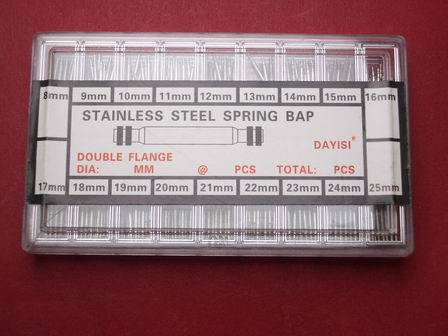 8mm 9mm 10mm 11mm 12mm 13mm 14mm 15mm 16mm
STAINLESS STEEL SPRING BAP
DAYISI
DOUBLE FLANGE
DIA: MM @ PCS TOTAL: PCS
17mm 18mm 19mm 20mm 21mm 22mm 23mm 24mm 25mm